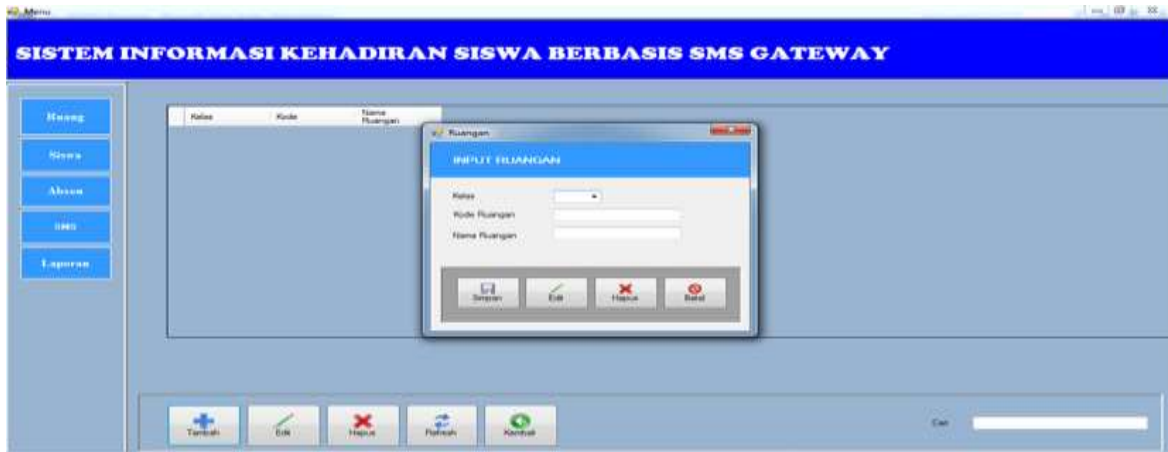 Menu
SISTEM INFORMASI KEHADIRAN SISWA BERBASIS SMS GATEWAY
Ruang
Siswa
Absen
SMS
Laporan
Kelas Kode Nama Ruangan
Ruangan
INPUT RUANGAN
Kelas
Kode Ruangan
Nama Ruangan
Simpan Edit Hapus Batal
Tambah Edit Hapus Refresh Kembali
Cari